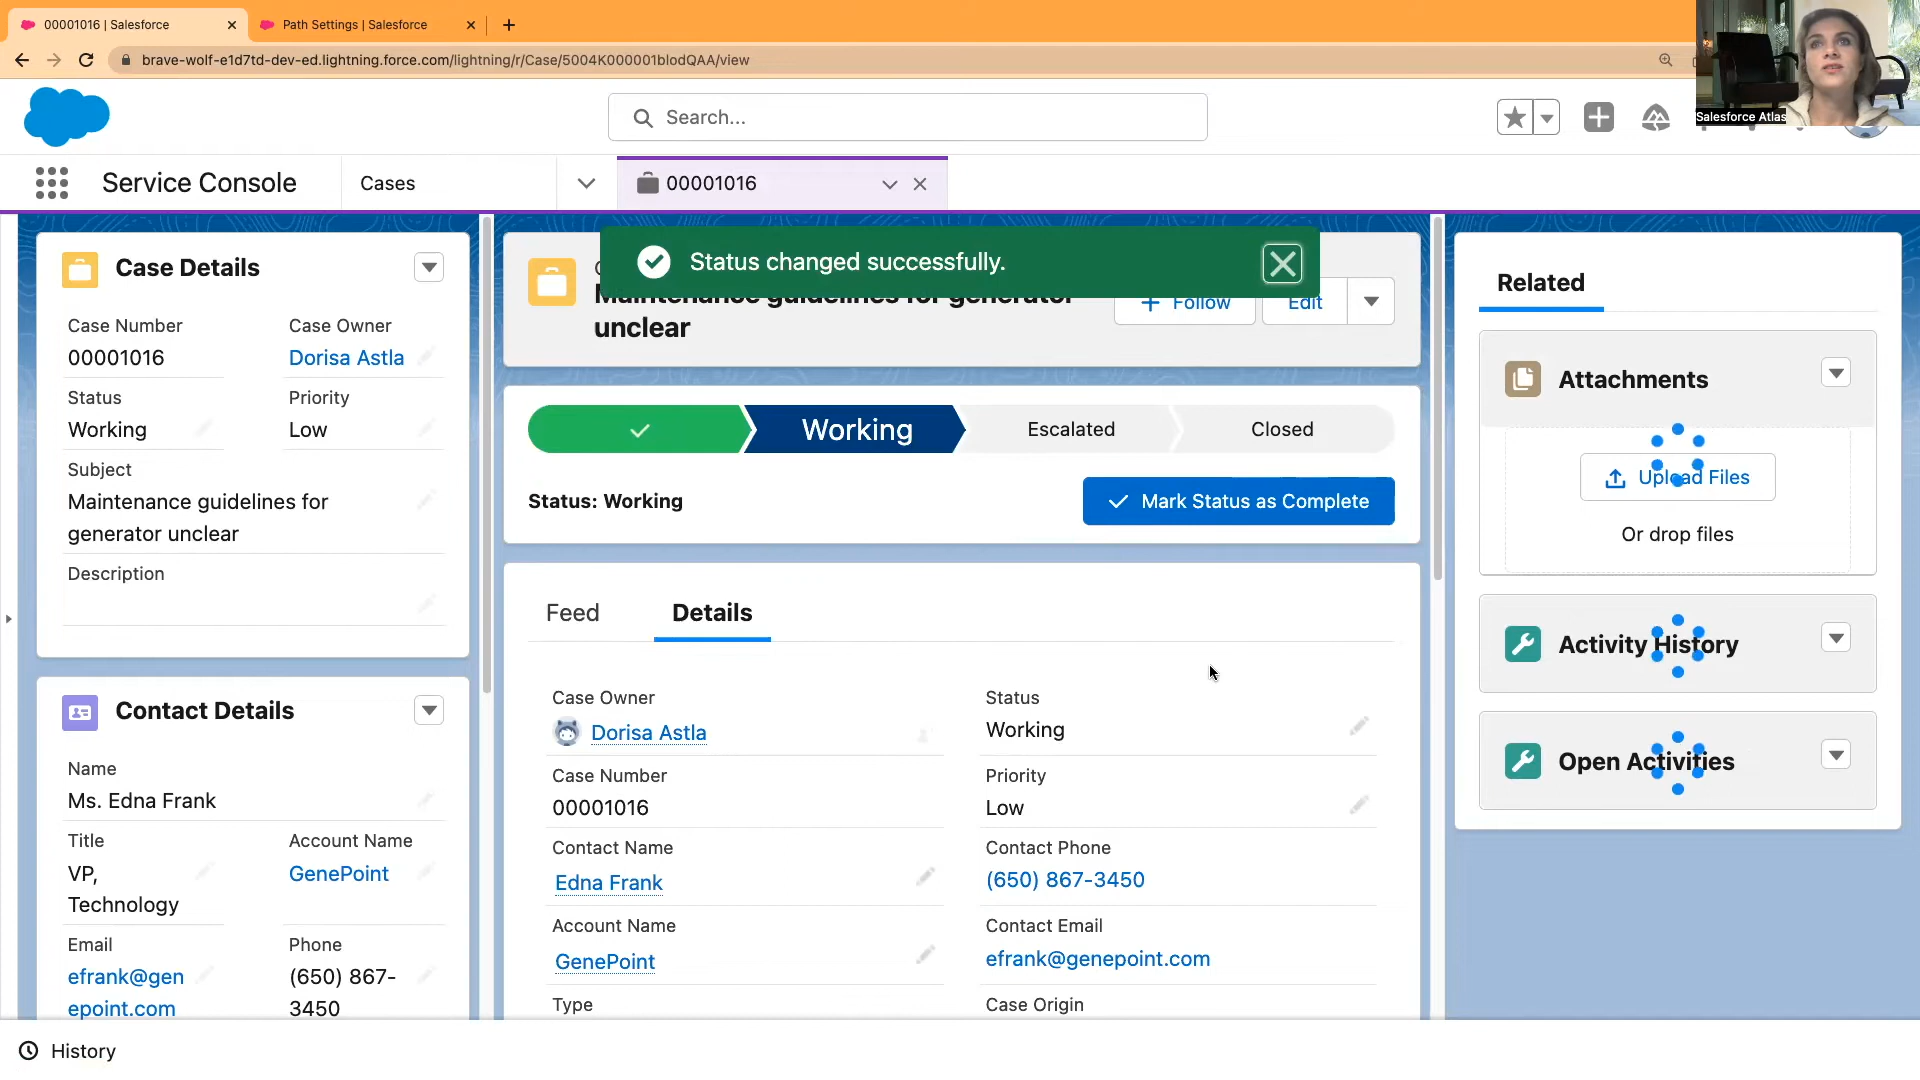 00001016 | Salesforce
Path Settings | Salesforce
brave-wolf-e1d7td-dev-ed.lightning.force.com/lightning/r/Case/5004K000001blodQAA/view
Salesforce Atlas
Search...
Service Console
Cases
00001016
Status changed successfully.
Case Details
Case Number
00001016
Case Owner
Dorisa Astla
Status
Working
Priority
Low
Subject
Maintenance guidelines for
generator unclear
Description
Contact Details
Name
Ms. Edna Frank
Title
VP,
Technology
Account Name
GenePoint
Email
efrank@gen
epoint.com
Phone
(650) 867-
3450
Maintenance guidelines for generator
unclear
Follow
Edit
Working
Escalated
Closed
Status: Working
Mark Status as Complete
Feed
Details
Case Owner
Dorisa Astla
Status
Working
Case Number
00001016
Priority
Low
Contact Name
Edna Frank
Contact Phone
(650) 867-3450
Account Name
GenePoint
Contact Email
efrank@genepoint.com
Type
Case Origin
Related
Attachments
Upload Files
Or drop files
Activity History
Open Activities
History